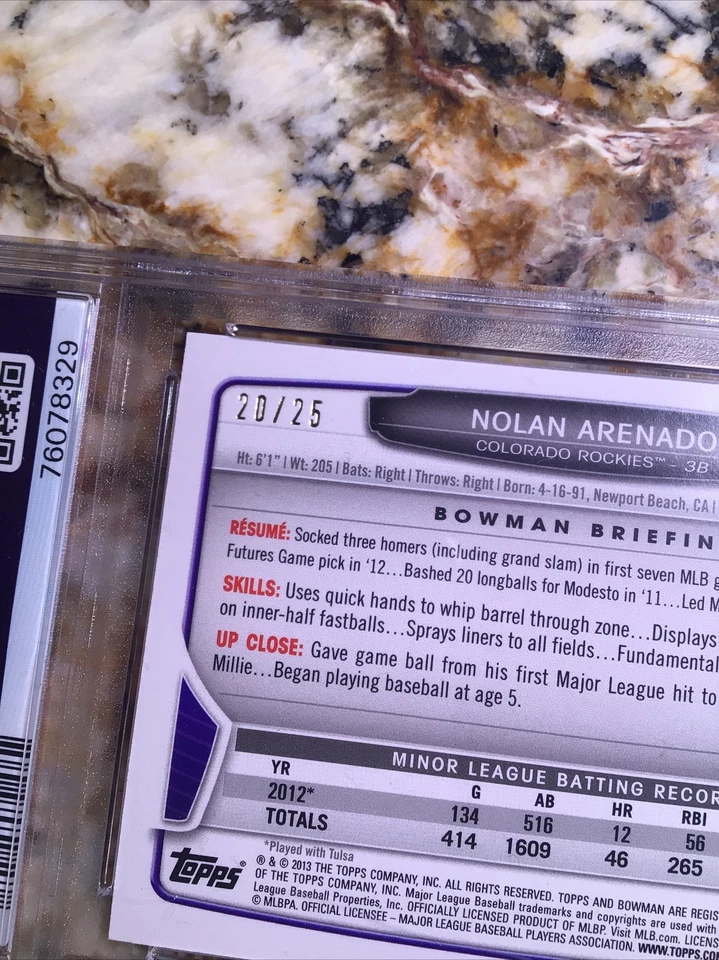 76078329
20/25
NOLAN ARENADO
COLORADO ROCKIES™ - 3B
Ht: 6'1" | Wt: 205 | Bats: Right | Throws: Right | Born: 4-16-91, Newport Beach, CA |
BOWMAN BRIEFIN
RÉSUMÉ: Socked three homers (including grand slam) in first seven MLB g
Futures Game pick in '12...Bashed 20 longballs for Modesto in '11...Led M
SKILLS: Uses quick hands to whip barrel through zone...Displays
on inner-half fastballs...Sprays liners to all fields...Fundamental
UP CLOSE: Gave game ball from his first Major League hit to
Millie...Began playing baseball at age 5.
MINOR LEAGUE BATTING RECOR
YR G AB HR RBI
2012* 134 516 12 56
TOTALS 414 1609 46 265
*Played with Tulsa
topps®
® & © 2013 THE TOPPS COMPANY, INC. ALL RIGHTS RESERVED. TOPPS AND BOWMAN ARE REGIS
OF THE TOPPS COMPANY, INC. Major League Baseball trademarks and copyrights are used with
League Baseball Properties, Inc. OFFICIALLY LICENSED PRODUCT OF MLBP. Visit MLB.com. LICENS
© MLBPA. OFFICIAL LICENSEE – MAJOR LEAGUE BASEBALL PLAYERS ASSOCIATION. WWW.TOPPS.CO